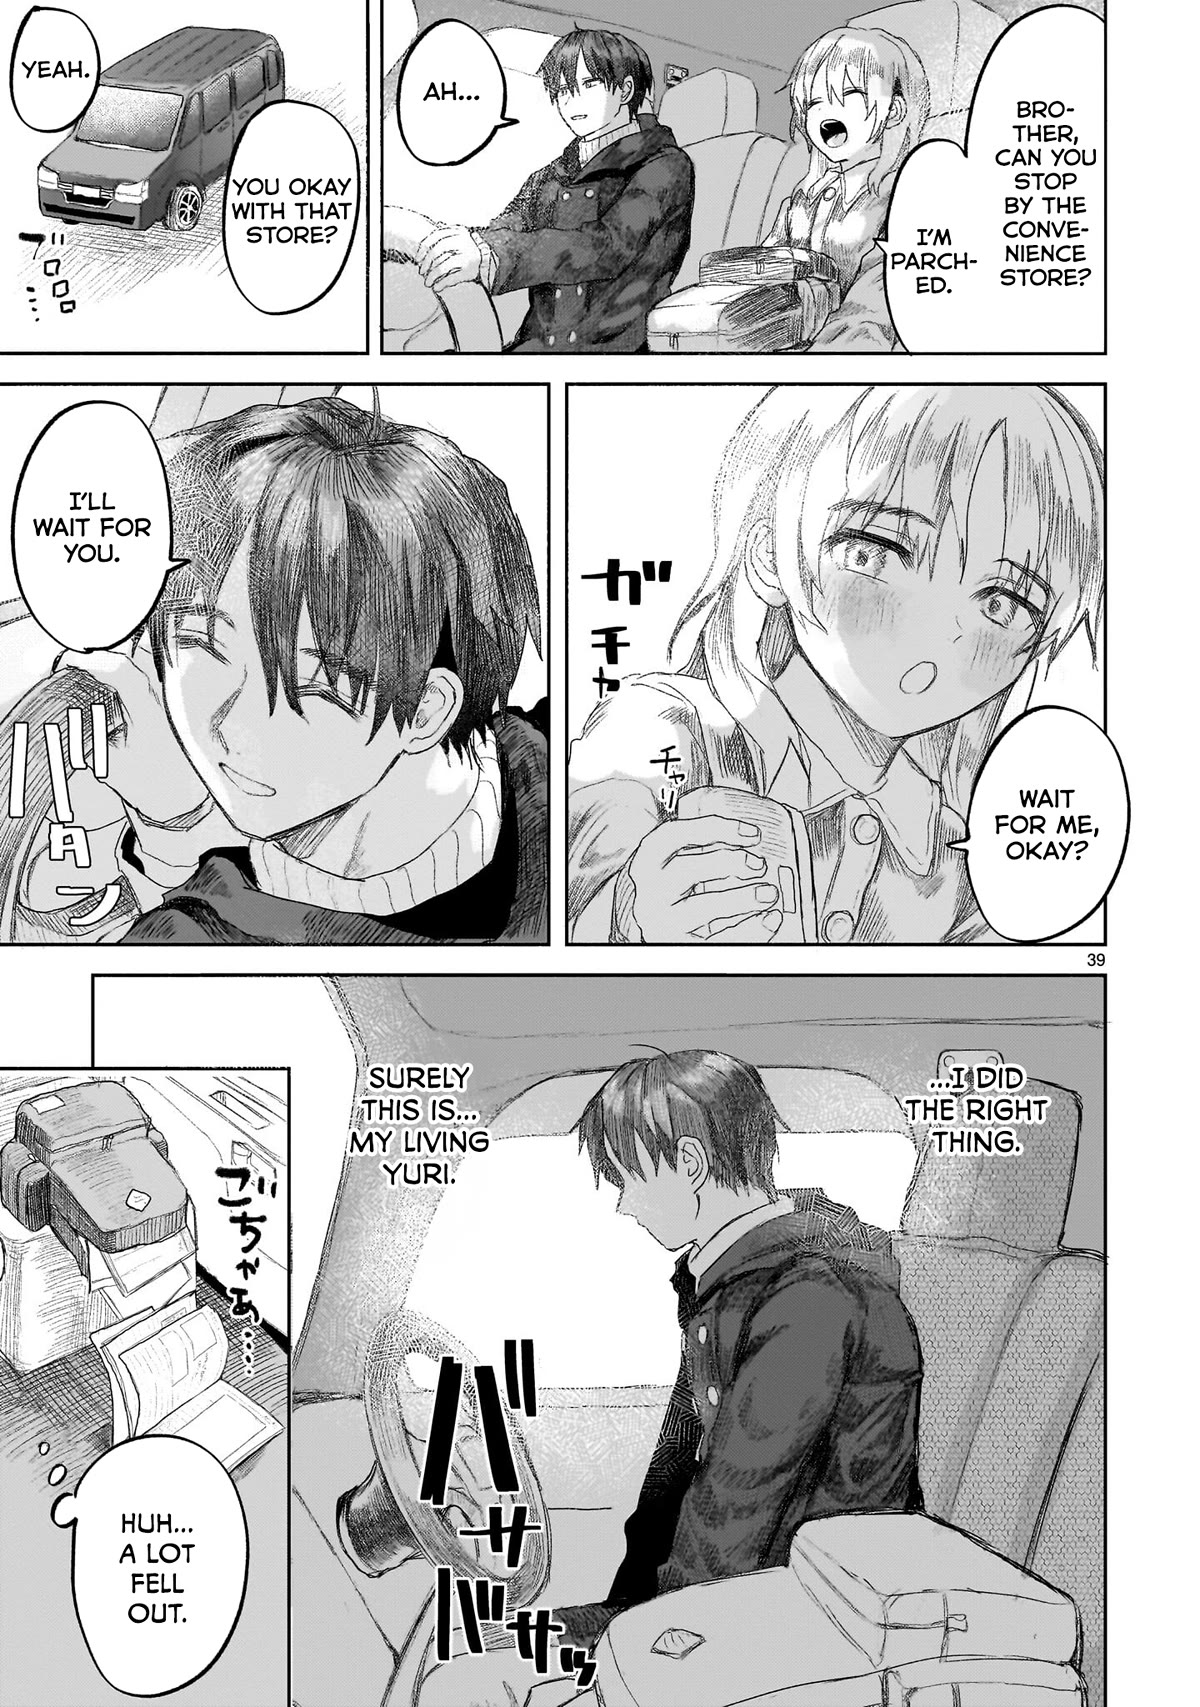 BRO-
THER,
CAN YOU
STOP
BY THE
CONVE-
NIENCE
STORE?
I'M
PARCH-
ED.
AH...
YOU OKAY
WITH THAT
STORE?
YEAH.
ブロロロ...
WAIT
FOR ME,
OKAY?
ガチャ
チャリ
I'LL
WAIT FOR
YOU.
バタン
39
...I DID
THE RIGHT
THING.
SURELY
THIS IS...
MY LIVING
YURI.
バサバサッ
ごちゃぁ...
HUH...
A LOT
FELL
OUT.